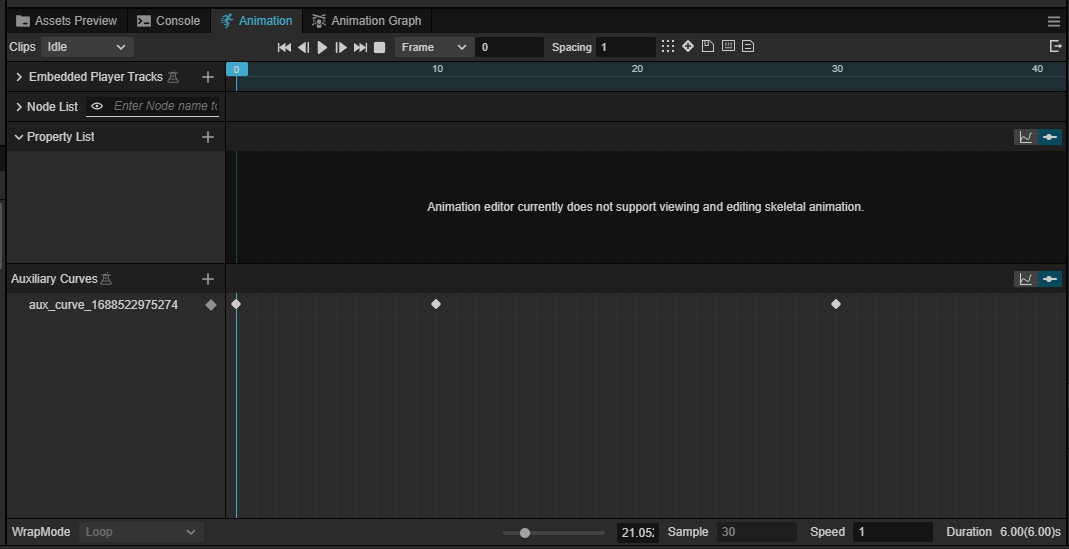 Assets Preview Console Animation Animation Graph
Clips Idle Frame 0 Spacing 1
Embedded Player Tracks 0 10 20 30 40
Node List Enter Node name to
Property List
Animation editor currently does not support viewing and editing skeletal animation.
Auxiliary Curves
aux_curve_1688522975274
WrapMode Loop 21.05 Sample 30 Speed 1 Duration 6.00(6.00)s